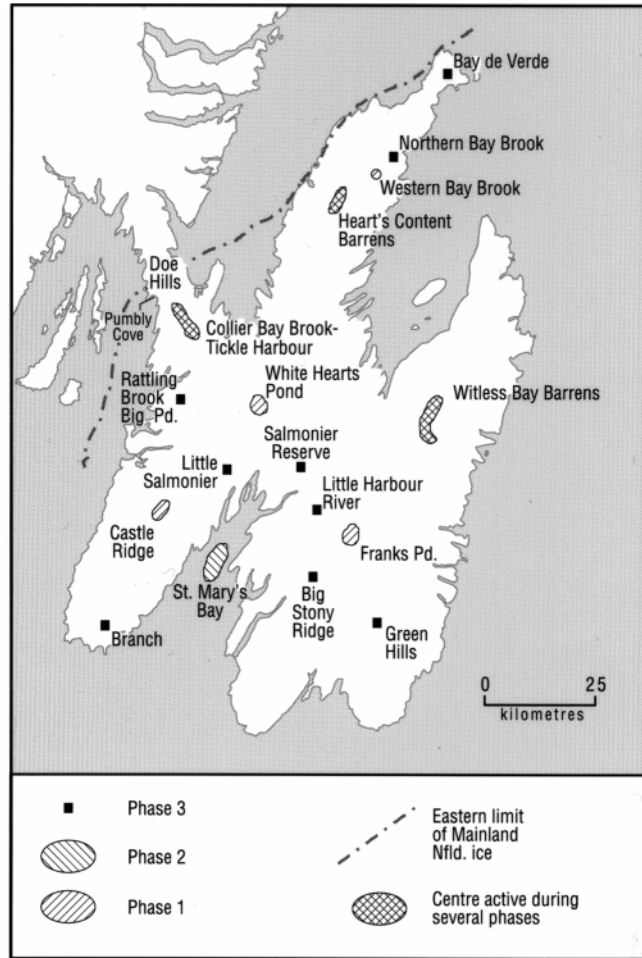 Bay de Verde
Northern Bay Brook
Western Bay Brook
Heart's Content
Barrens
Doe
Hills
Pumbly
Cove
Collier Bay Brook-
Tickle Harbour
White Hearts
Pond
Rattling
Brook
Big Pd.
Witless Bay Barrens
Salmonier
Reserve
Little
Salmonier
Little Harbour
River
Castle
Ridge
Franks Pd.
St. Mary's
Bay
Big
Stony
Ridge
Branch
Green
Hills
0 25
kilometres
Phase 3
Phase 2
Phase 1
Eastern limit
of Mainland
Nfld. ice
Centre active during
several phases